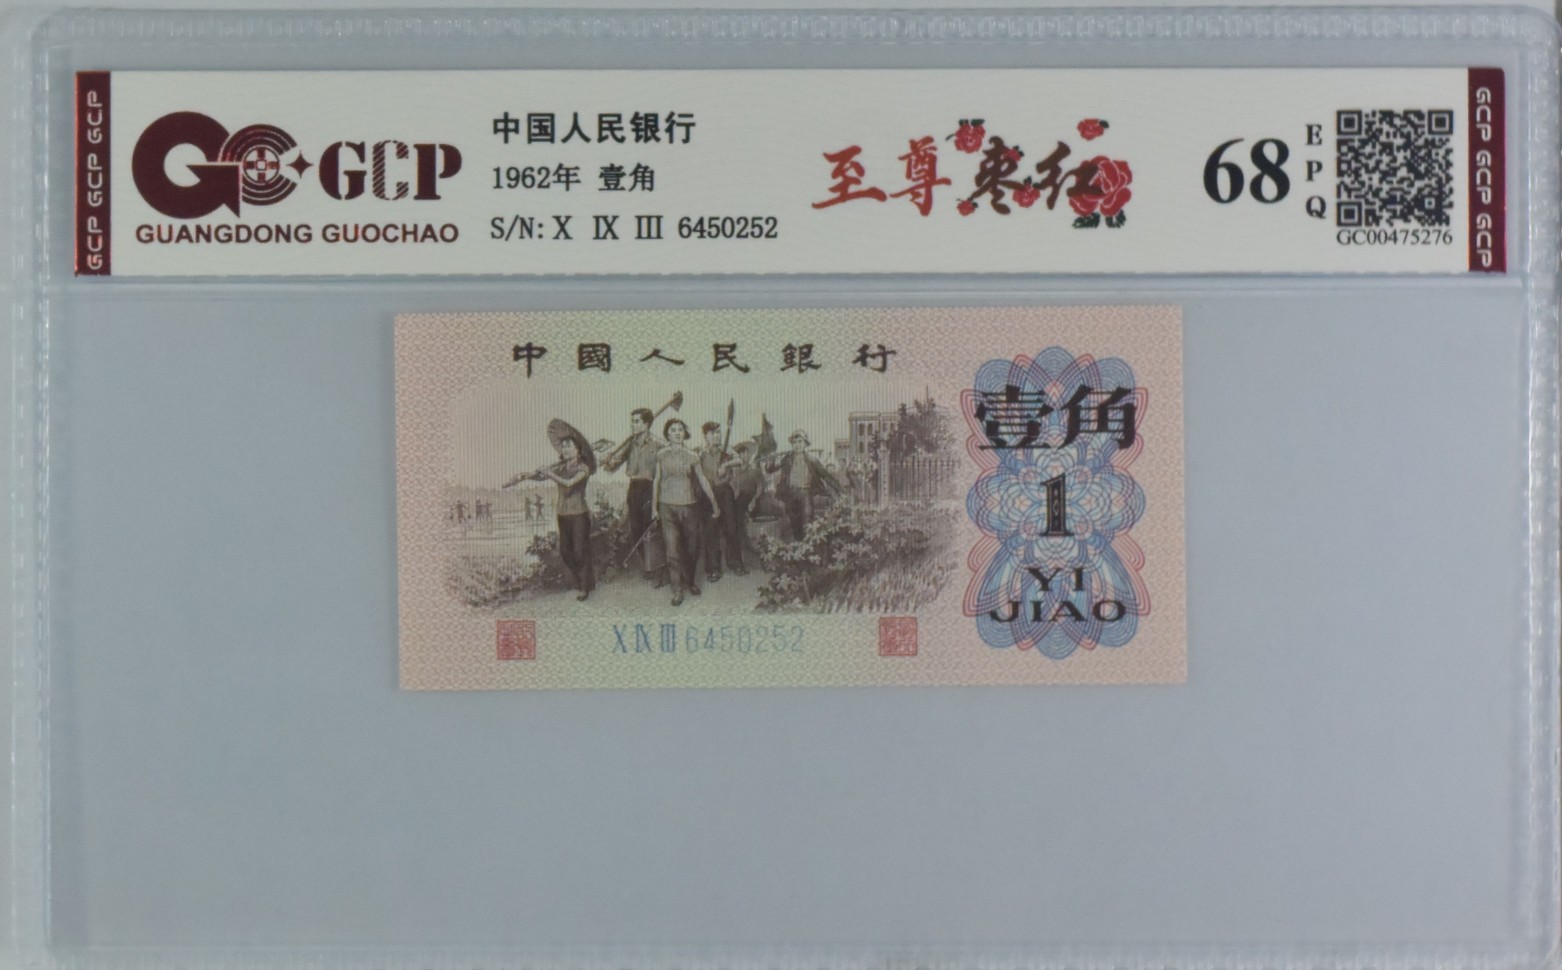 GCP GCP GCP
GCP
GUANGDONG GUOCHAO
中国人民银行
1962年 壹角
S/N: X IX III 6450252
至尊枣红
68
EPQ
GC00475276
GCP GCP GCP
中國人民銀行
壹角
1
YI
JIAO
X IX III 6450252